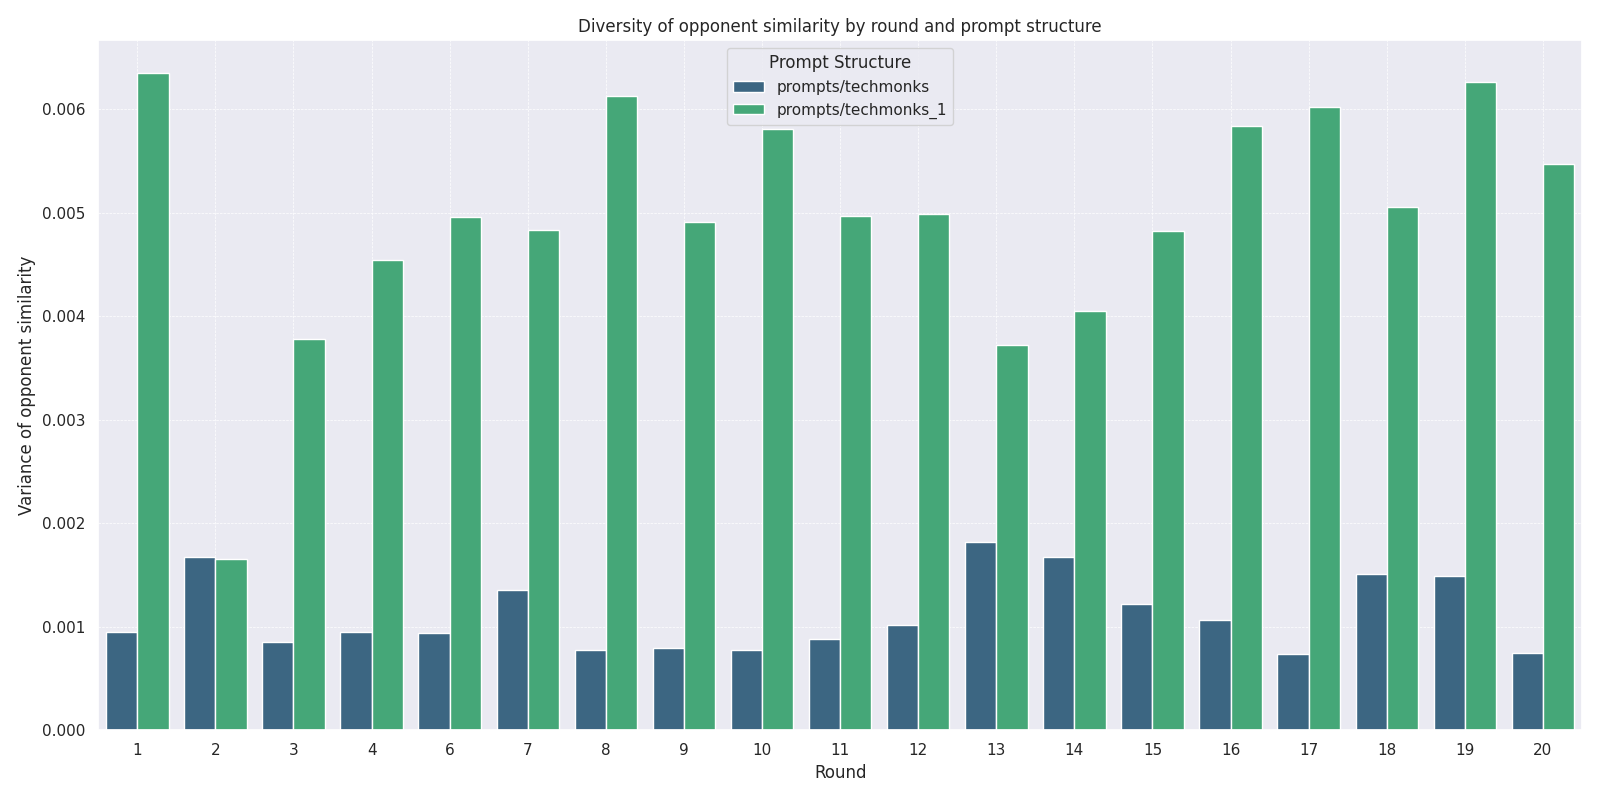 Diversity of opponent similarity by round and prompt structure
Prompt Structure
prompts/techmonks
prompts/techmonks_1
Variance of opponent similarity
0.006
0.005
0.004
0.003
0.002
0.001
0.000
1 2 3 4 6 7 8 9 10 11 12 13 14 15 16 17 18 19 20
Round